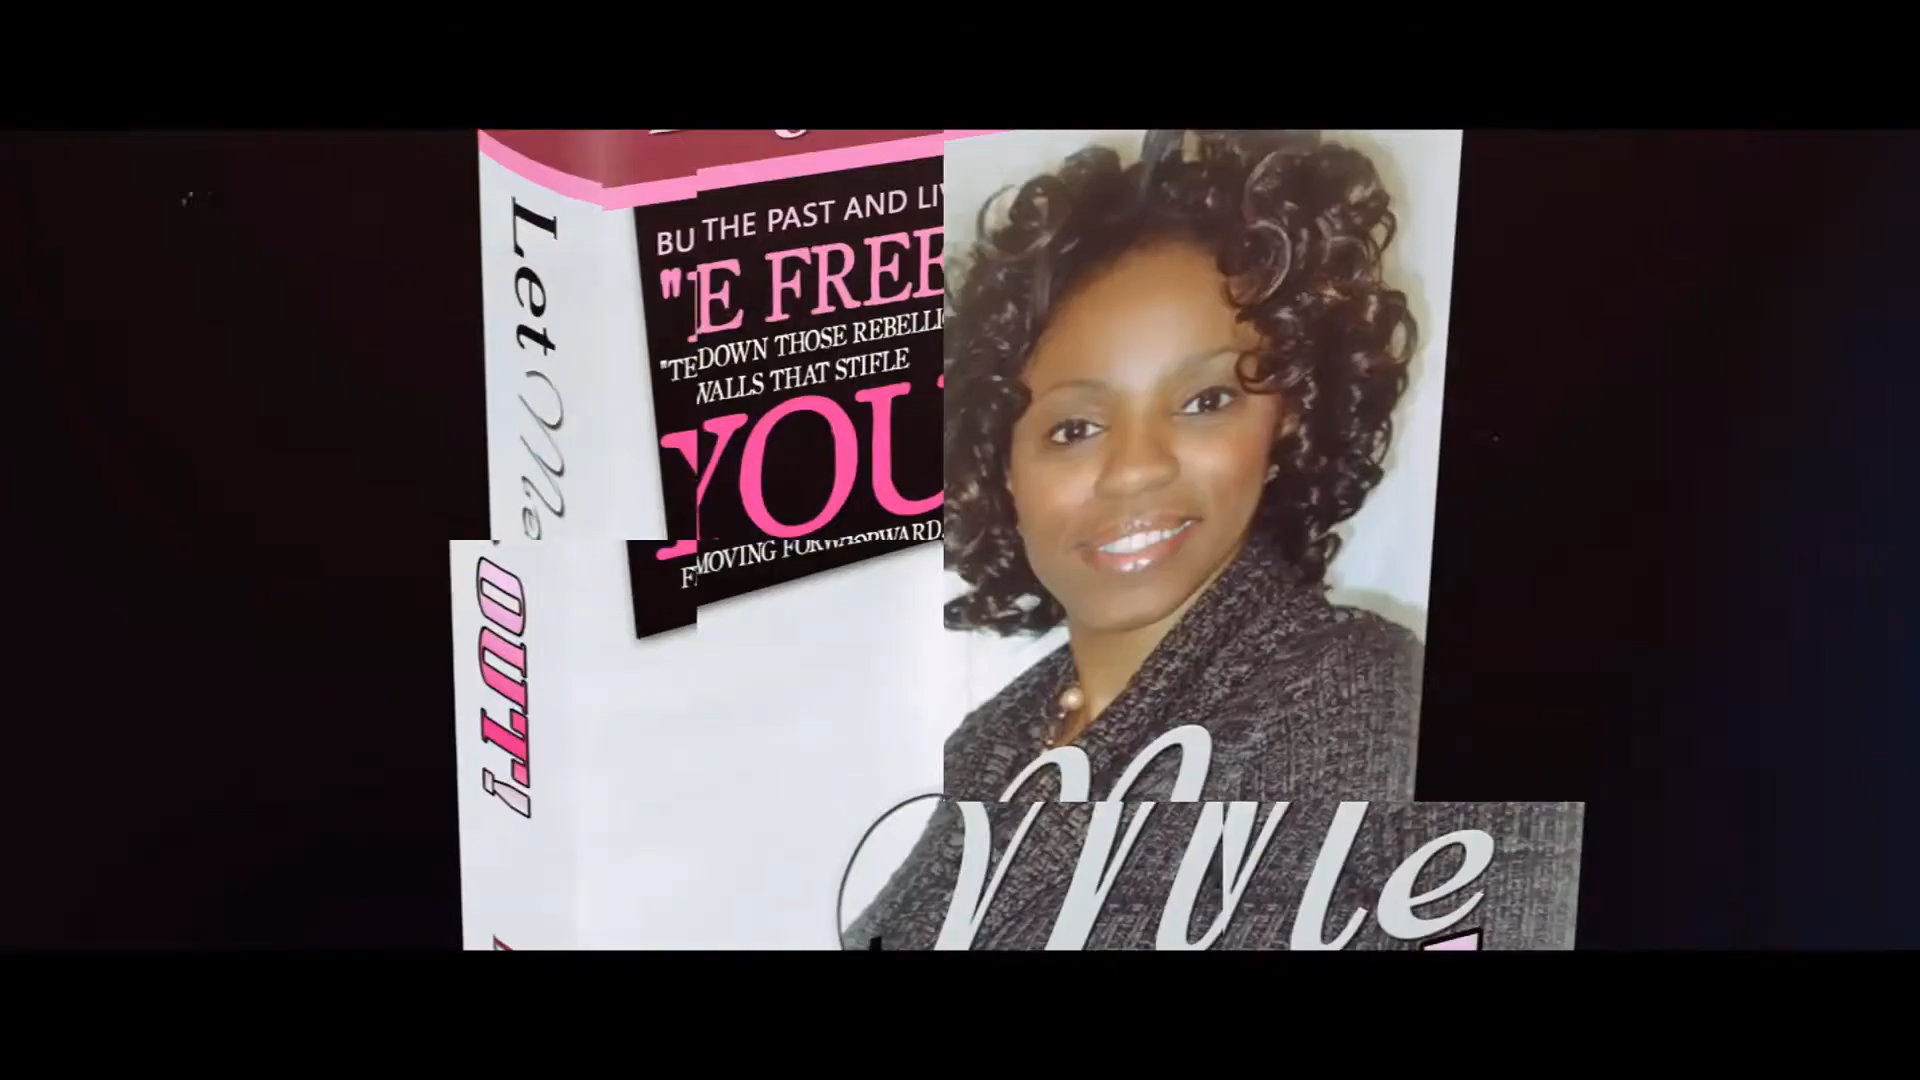 Let Me
OUT!
BU THE PAST AND LIV
"E FREE
"TE DOWN THOSE REBELLI
WALLS THAT STIFLE
YOU
MOVING
Me